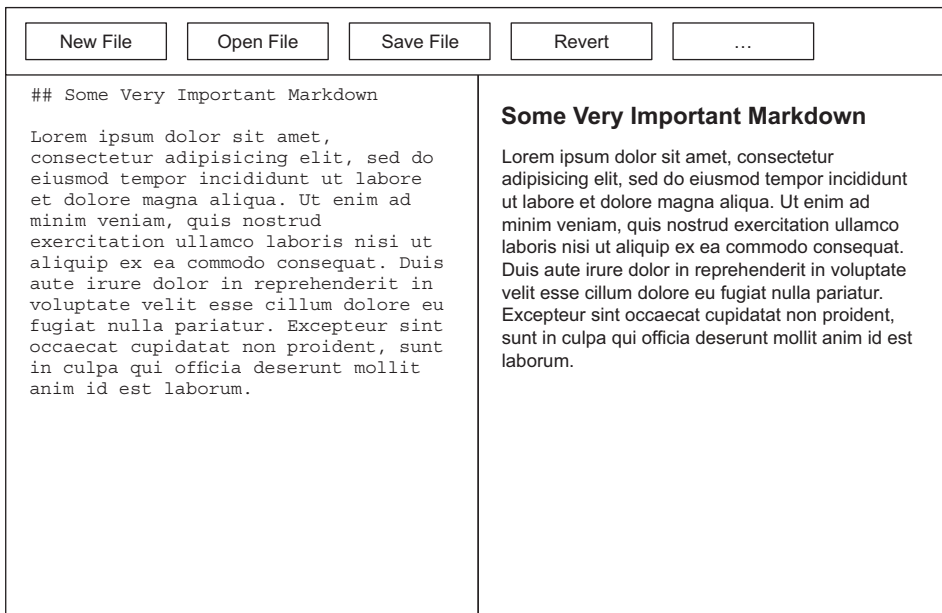 New File
Open File
Save File
Revert
…
## Some Very Important Markdown
Lorem ipsum dolor sit amet,
consectetur adipisicing elit, sed do
eiusmod tempor incididunt ut labore
et dolore magna aliqua. Ut enim ad
minim veniam, quis nostrud
exercitation ullamco laboris nisi ut
aliquip ex ea commodo consequat. Duis
aute irure dolor in reprehenderit in
voluptate velit esse cillum dolore eu
fugiat nulla pariatur. Excepteur sint
occaecat cupidatat non proident, sunt
in culpa qui officia deserunt mollit
anim id est laborum.
Some Very Important Markdown
Lorem ipsum dolor sit amet, consectetur
adipisicing elit, sed do eiusmod tempor incididunt
ut labore et dolore magna aliqua. Ut enim ad
minim veniam, quis nostrud exercitation ullamco
laboris nisi ut aliquip ex ea commodo consequat.
Duis aute irure dolor in reprehenderit in voluptate
velit esse cillum dolore eu fugiat nulla pariatur.
Excepteur sint occaecat cupidatat non proident,
sunt in culpa qui officia deserunt mollit anim id est
laborum.